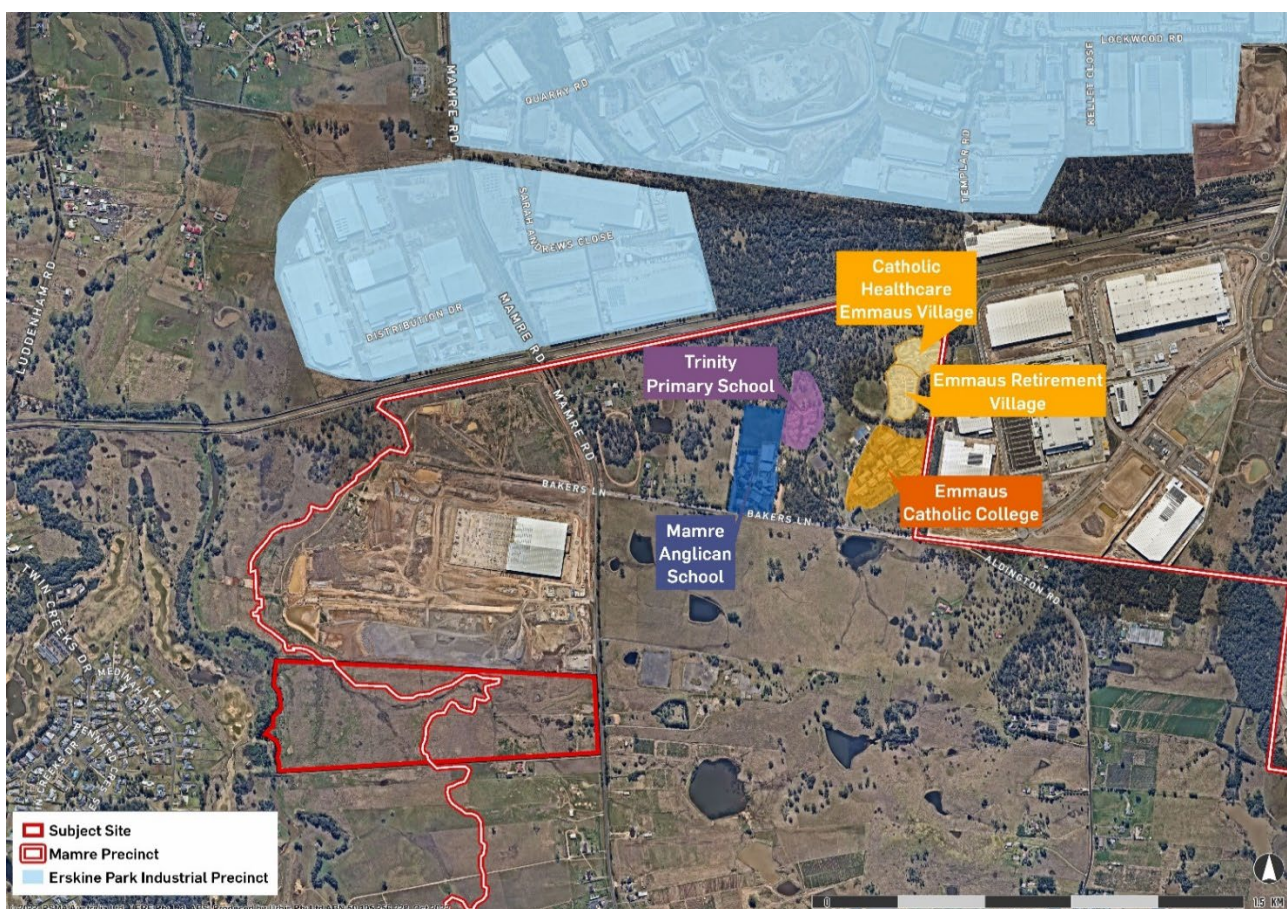 LOCKWOOD RD
KELLET CLOSE
QUARRY RD
MAMRE RD
TEMPLAR RD
SARAH ANDREWS CLOSE
LUDDENHAM RD
DISTRIBUTION DR
MAMRE RD
Catholic
Healthcare
Emmaus Village
Trinity
Primary School
Emmaus Retirement
Village
MAMRE RD
BAKERS LN
Emmaus
Catholic College
BAKERS LN
Mamre
Anglican
School
ALDINGTON RD
TWIN CREEKS DR
MEDINAH AVE
Subject Site
Mamre Precinct
Erskine Park Industrial Precinct
0
1.5 KM